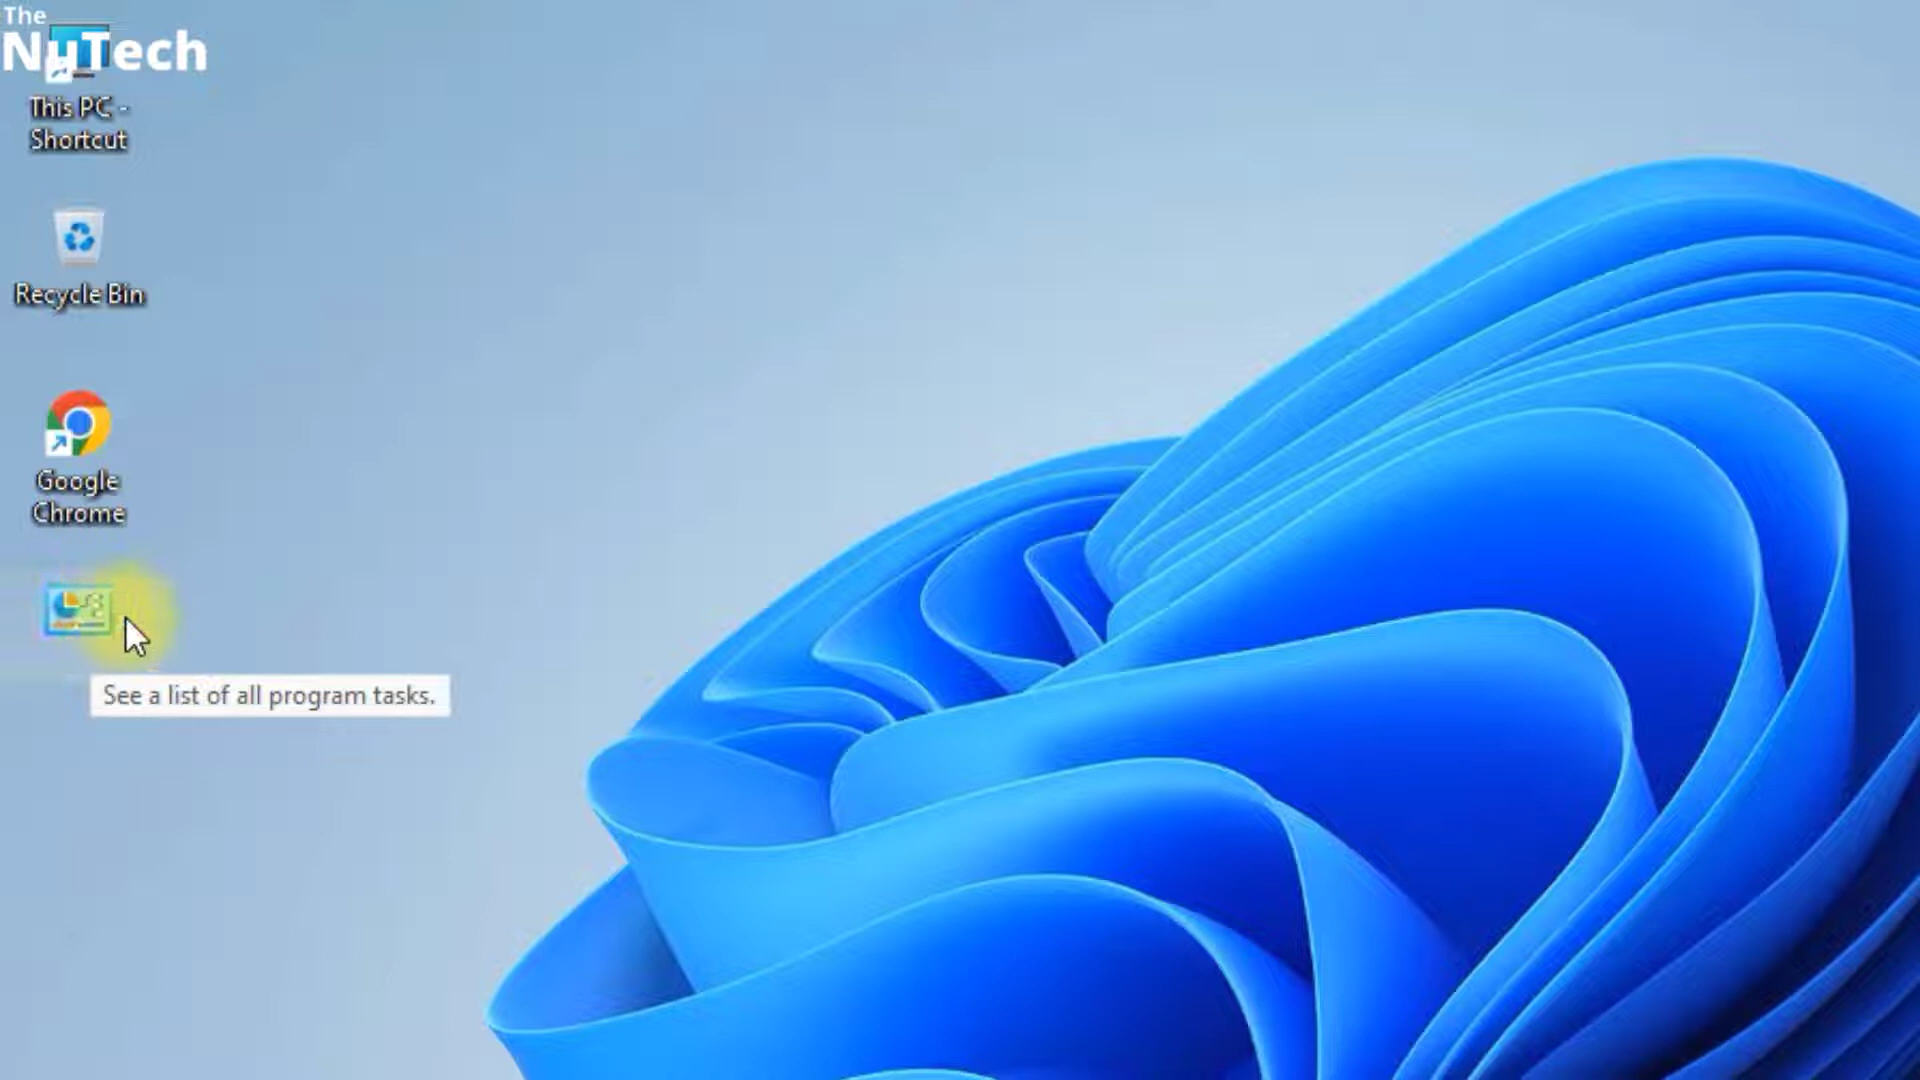 The
NuTech
This PC -
Shortcut
Recycle Bin
Google
Chrome
See a list of all program tasks.